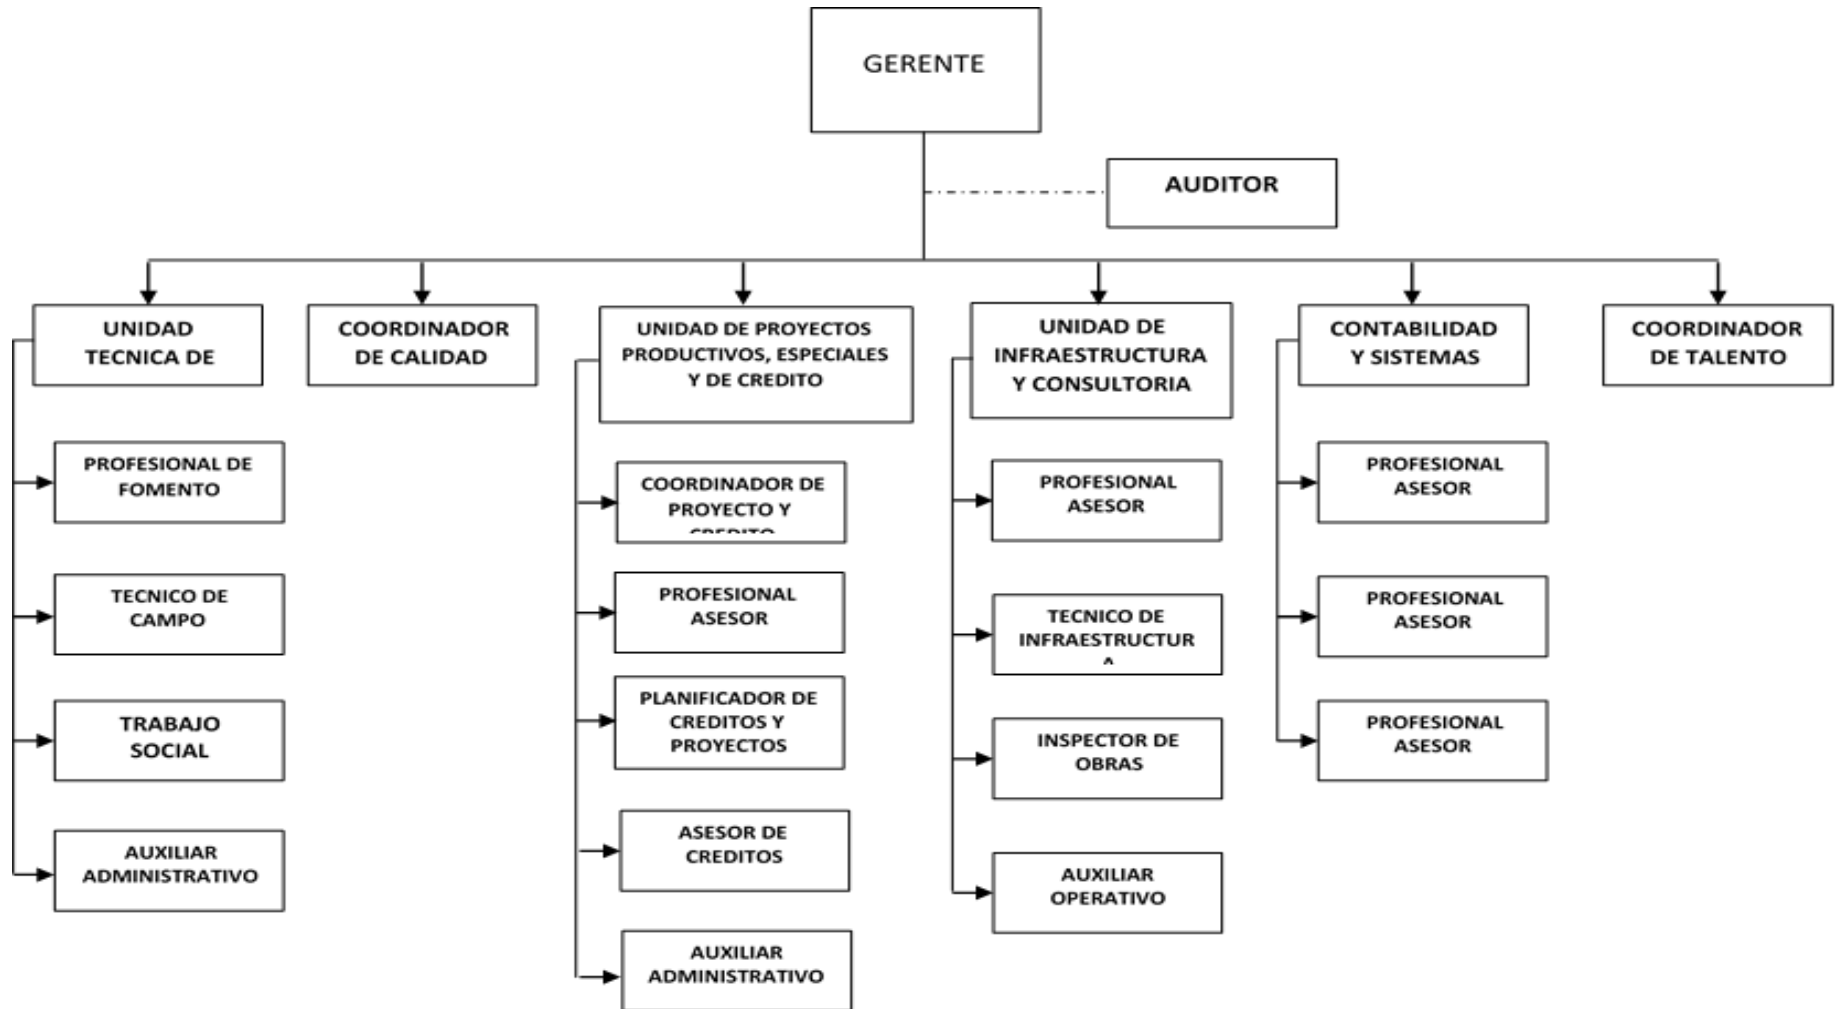 GERENTE
AUDITOR
UNIDAD
TECNICA DE
COORDINADOR
DE CALIDAD
UNIDAD DE PROYECTOS
PRODUCTIVOS, ESPECIALES
Y DE CREDITO
UNIDAD DE
INFRAESTRUCTURA
Y CONSULTORIA
CONTABILIDAD
Y SISTEMAS
COORDINADOR
DE TALENTO
PROFESIONAL DE
FOMENTO
TECNICO DE
CAMPO
TRABAJO
SOCIAL
AUXILIAR
ADMINISTRATIVO
COORDINADOR DE
PROYECTO Y
CREDITO
PROFESIONAL
ASESOR
PLANIFICADOR DE
CREDITOS Y
PROYECTOS
ASESOR DE
CREDITOS
AUXILIAR
ADMINISTRATIVO
PROFESIONAL
ASESOR
TECNICO DE
INFRAESTRUCTUR
A
INSPECTOR DE
OBRAS
AUXILIAR
OPERATIVO
PROFESIONAL
ASESOR
PROFESIONAL
ASESOR
PROFESIONAL
ASESOR